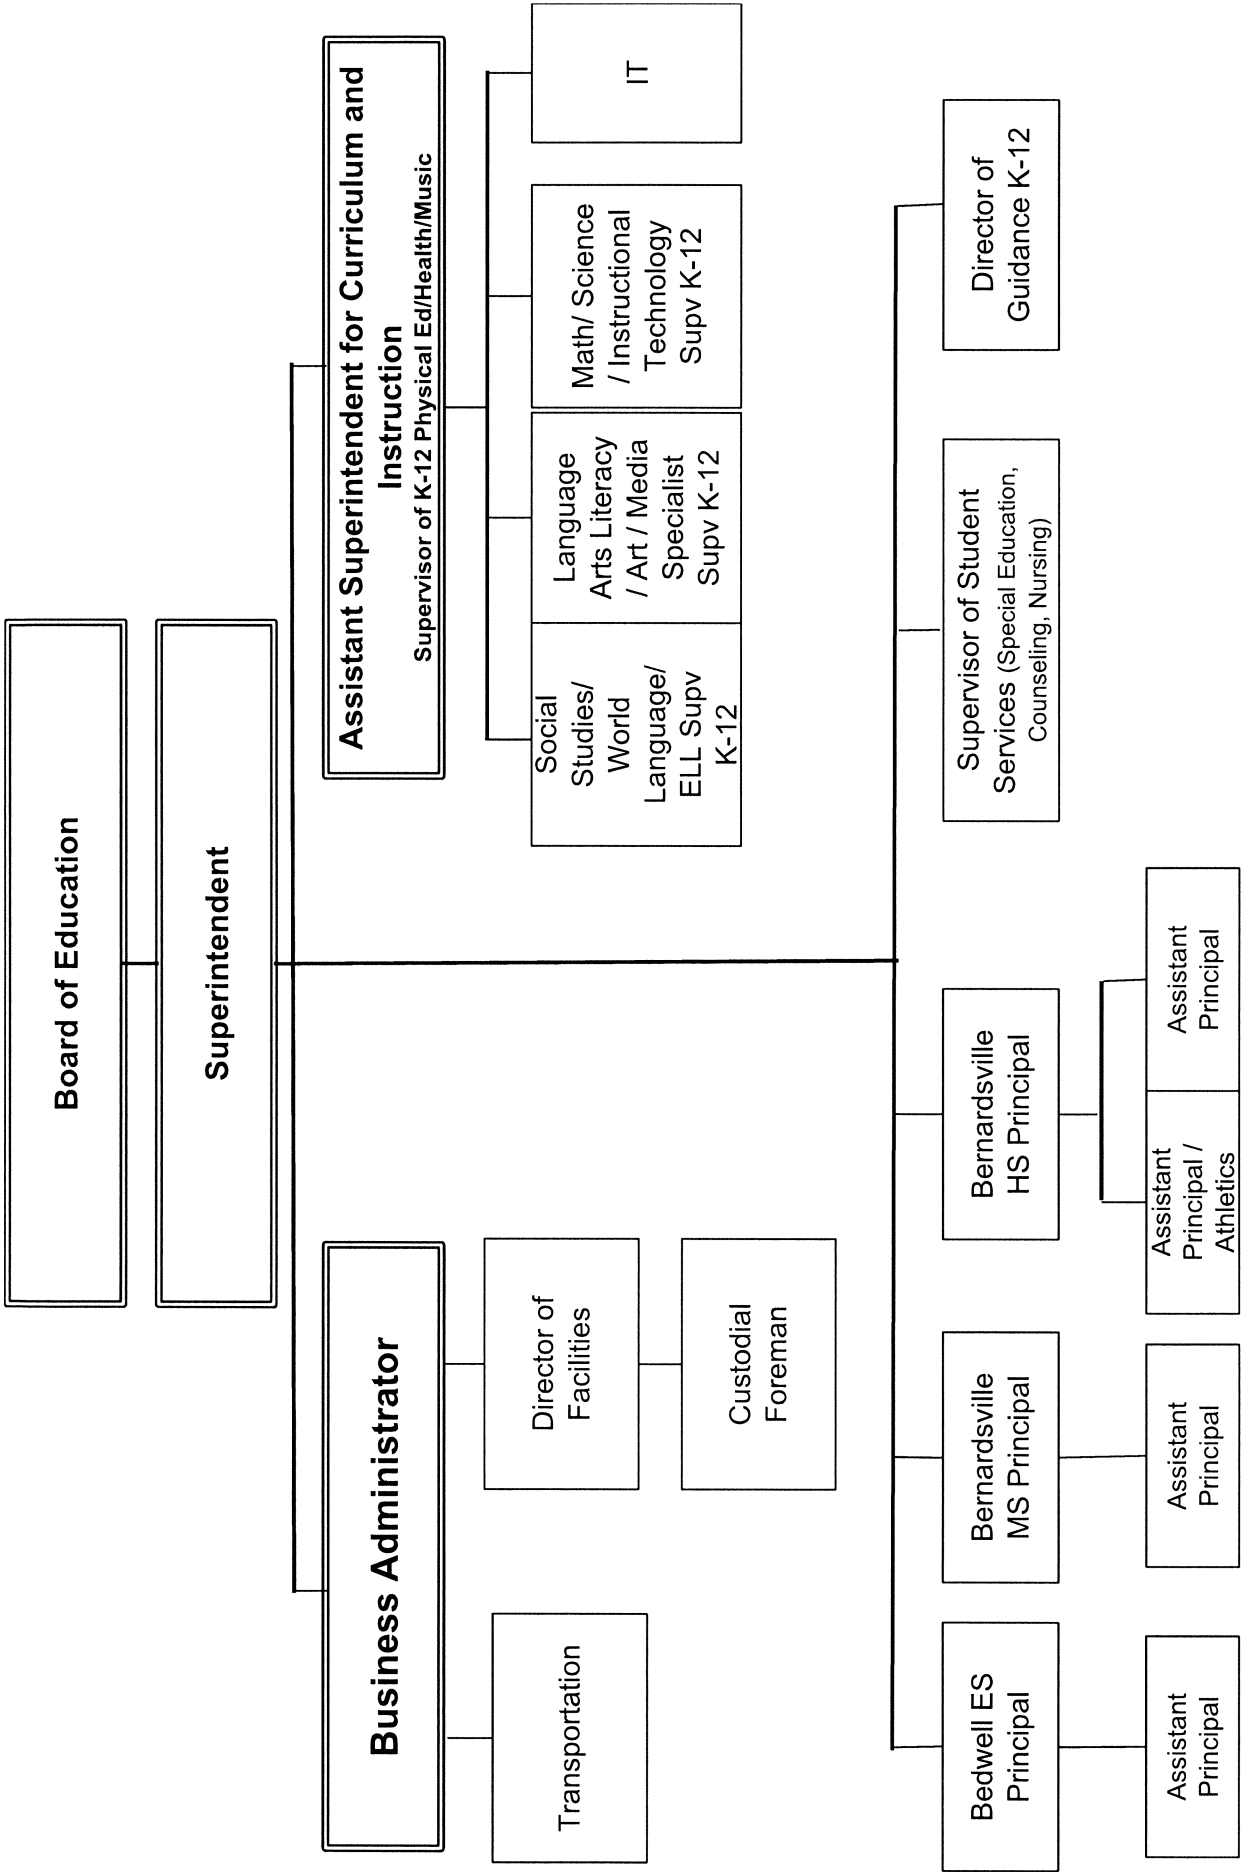 Board of Education
Superintendent
Business Administrator
Assistant Superintendent for Curriculum and
Instruction
Supervisor of K-12 Physical Ed/Health/Music
Transportation
Director of
Facilities
Custodial
Foreman
Social
Studies/
World
Language/
ELL Supv
K-12
Language
Arts Literacy
/ Art / Media
Specialist
Supv K-12
Math/ Science
/ Instructional
Technology
Supv K-12
IT
Bedwell ES
Principal
Bernardsville
MS Principal
Bernardsville
HS Principal
Supervisor of Student
Services (Special Education,
Counseling, Nursing)
Director of
Guidance K-12
Assistant
Principal
Assistant
Principal
Assistant
Principal /
Athletics
Assistant
Principal